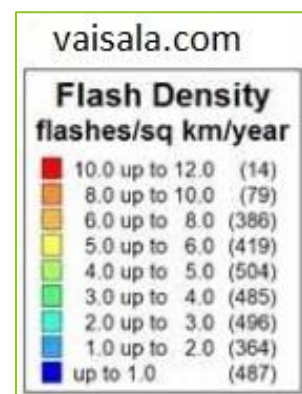 vaisala.com
Flash Density
flashes/sq km/year
10.0 up to 12.0 (14)
8.0 up to 10.0 (79)
6.0 up to 8.0 (386)
5.0 up to 6.0 (419)
4.0 up to 5.0 (504)
3.0 up to 4.0 (485)
2.0 up to 3.0 (496)
1.0 up to 2.0 (364)
up to 1.0 (487)